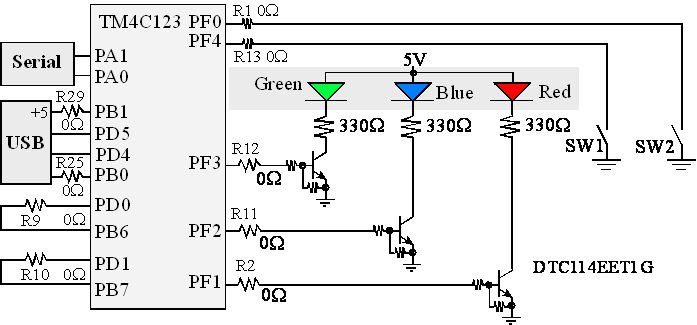 TM4C123
PF0
R1 0Ω
PF4
R13 0Ω
Serial
PA1
PA0
5V
Green
Blue
Red
R29
+5
0Ω
PB1
USB
PD5
PD4
R25
0Ω
PB0
330Ω
330Ω
330Ω
SW1
SW2
PF3
R12
0Ω
PD0
R9
0Ω
PB6
PF2
R11
0Ω
PD1
R10
0Ω
PB7
PF1
R2
0Ω
DTC114EET1G